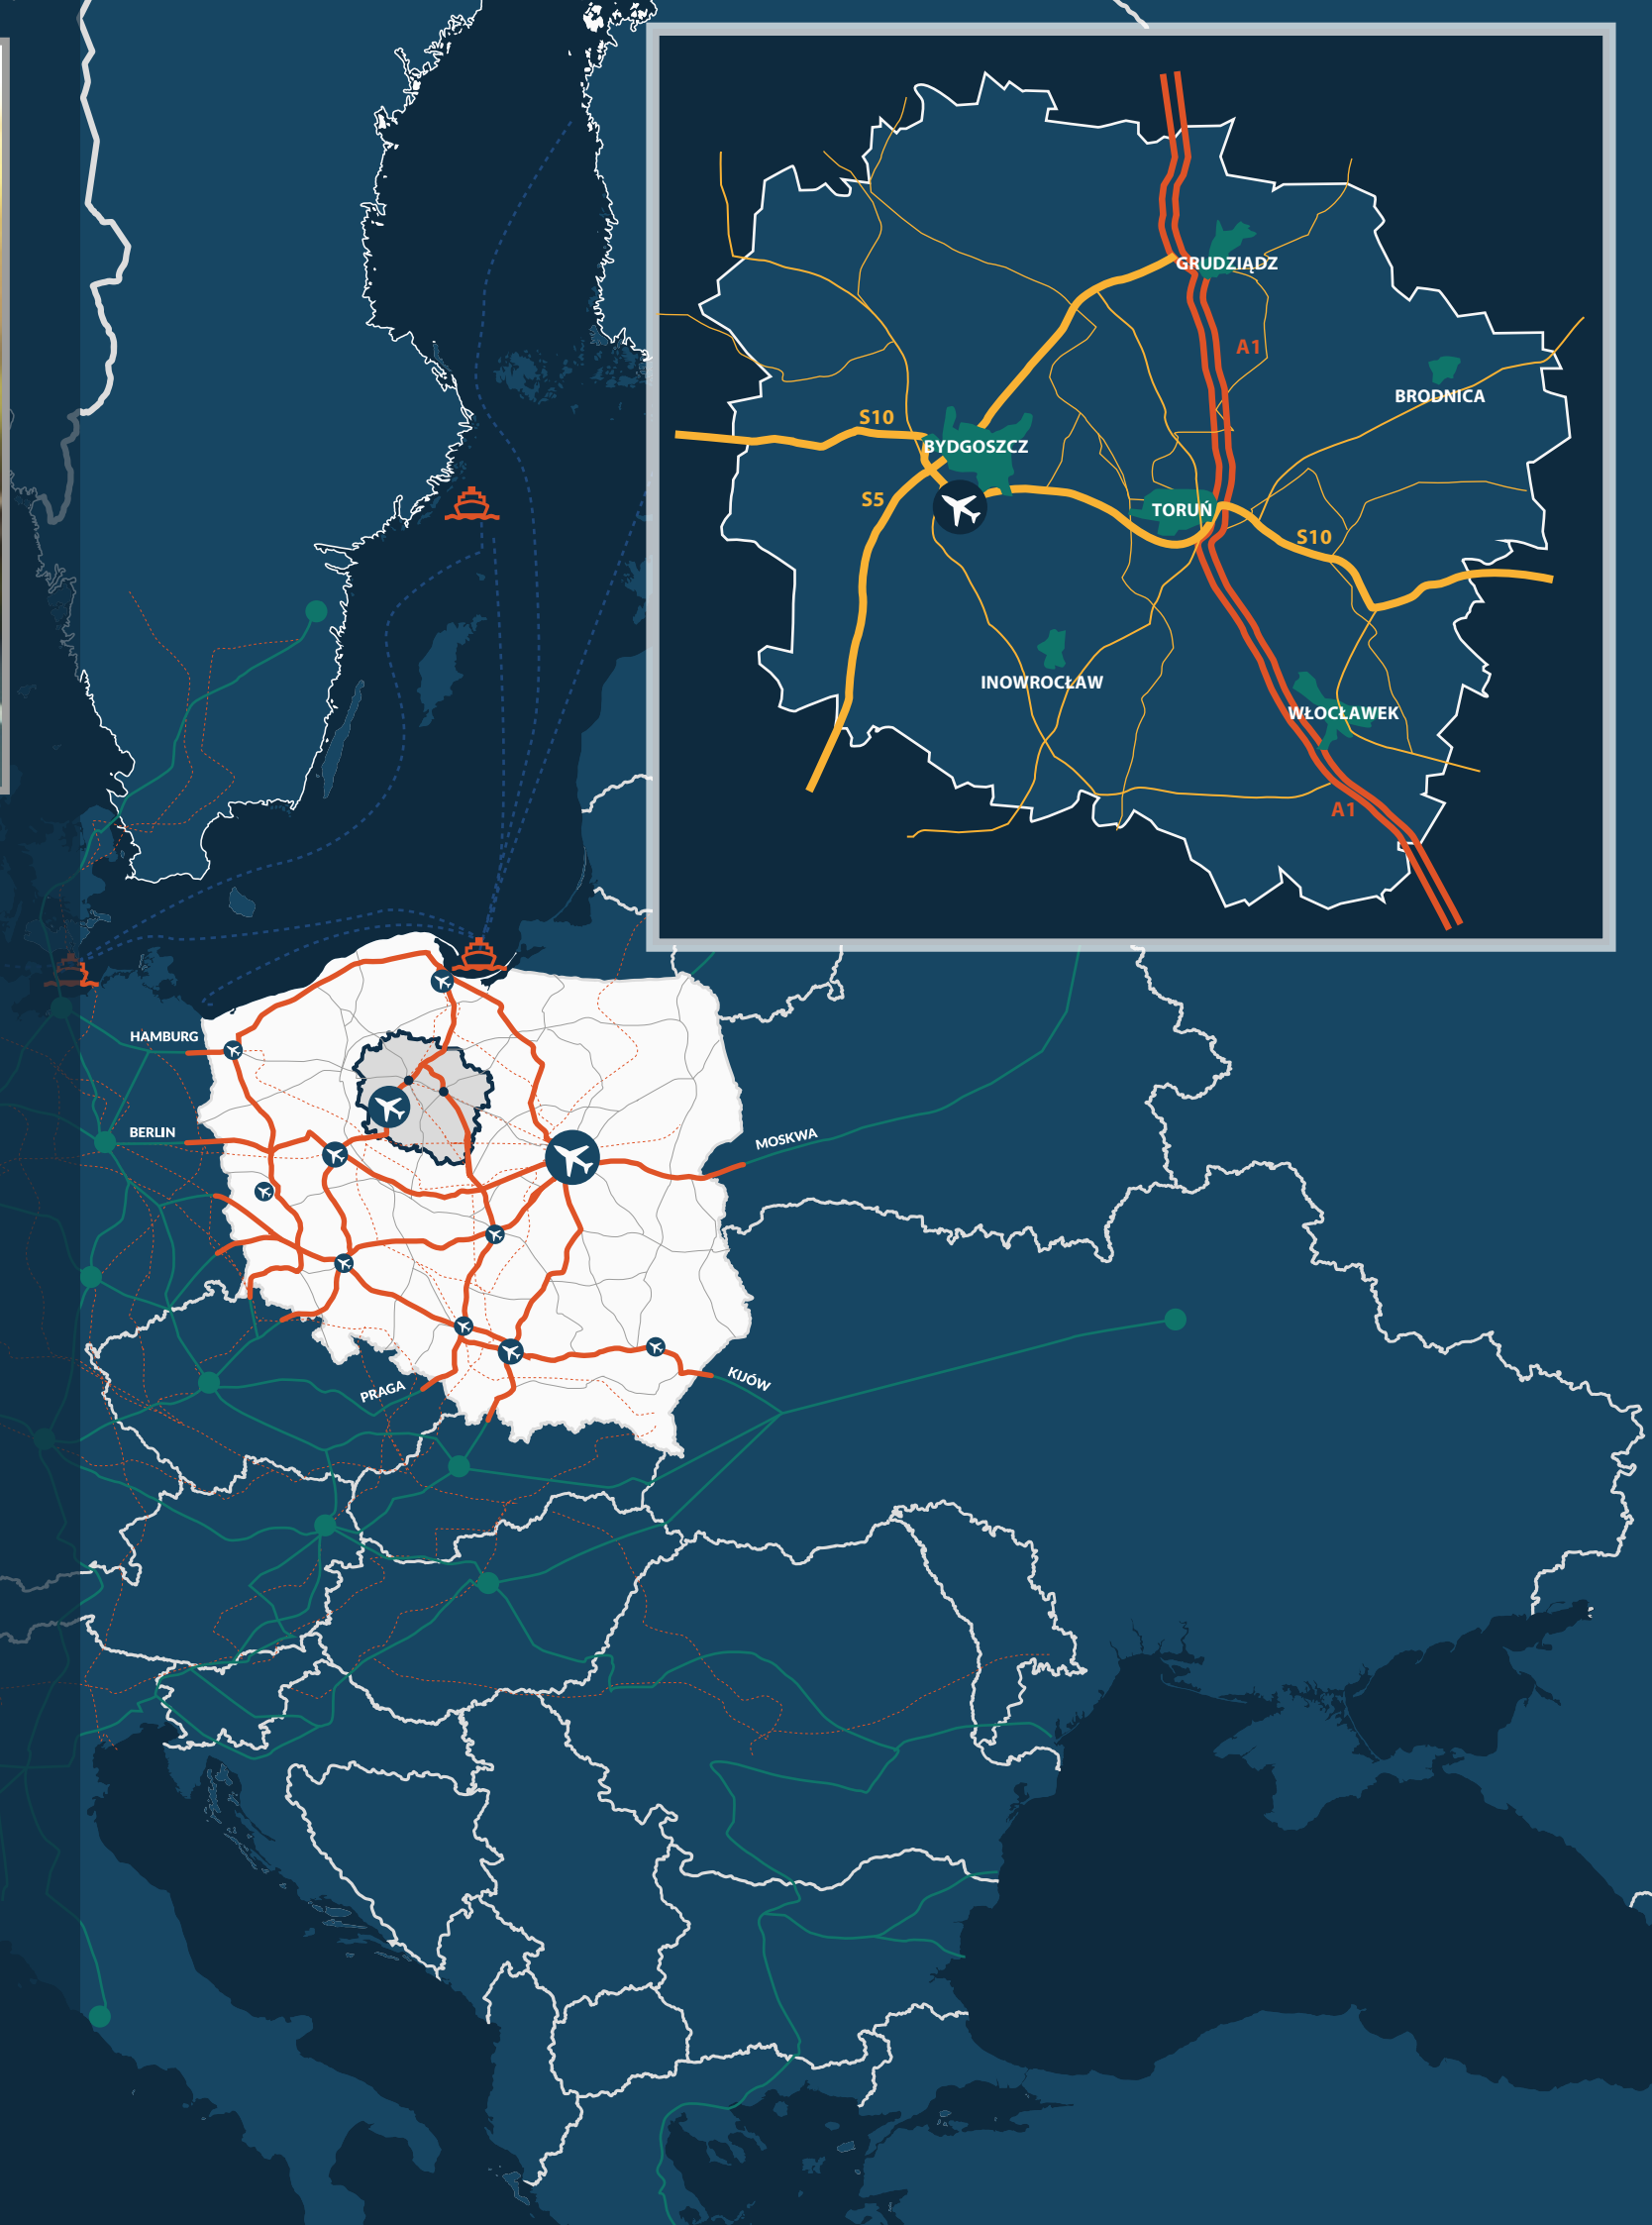 GRUDZIĄDZ
A1
BRODNICA
S10
BYDGOSZCZ
S5
TORUŃ
S10
INOWROCŁAW
WŁOCŁAWEK
A1
HAMBURG
BERLIN
MOSKWA
PRAGA
KIJÓW